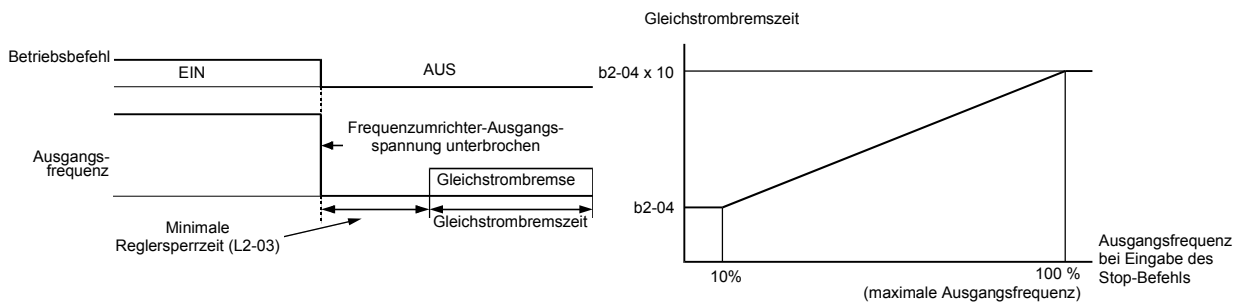 Betriebsbefehl
EIN
AUS
Frequenzumrichter-Ausgangs-
spannung unterbrochen
Ausgangs-
frequenz
Gleichstrombremse
Gleichstrombremszeit
Minimale
Reglersperrzeit (L2-03)
Gleichstrombremszeit
b2-04 x 10
b2-04
10%
100 %
(maximale Ausgangsfrequenz)
Ausgangsfrequenz
bei Eingabe des
Stop-Befehls